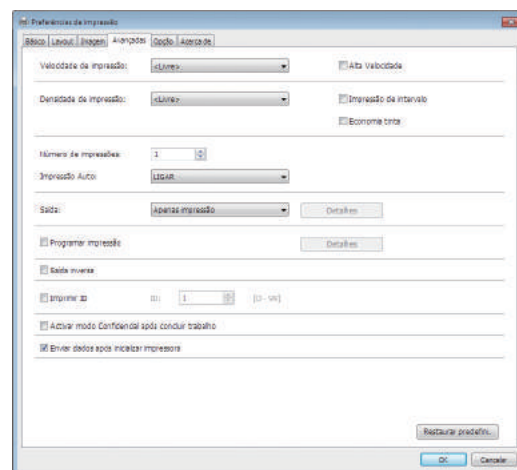 Preferências de Impressão
Básico Layout Imagem Avançadas Opção Acerca de
Velocidade de impressão: <Livre> Alta Velocidade
Densidade de impressão: <Livre> Impressão de intervalo
Economia tinta
Número de impressões: 1
Impressão Auto: LIGAR
Saída: Apenas impressão Detalhes
Programar impressão Detalhes
Saída inversa
Imprimir ID ID: 1
Activar modo Confidencial após concluir trabalho
Enviar dados após inicializar impressora
Restaurar predefin.
OK Cancelar